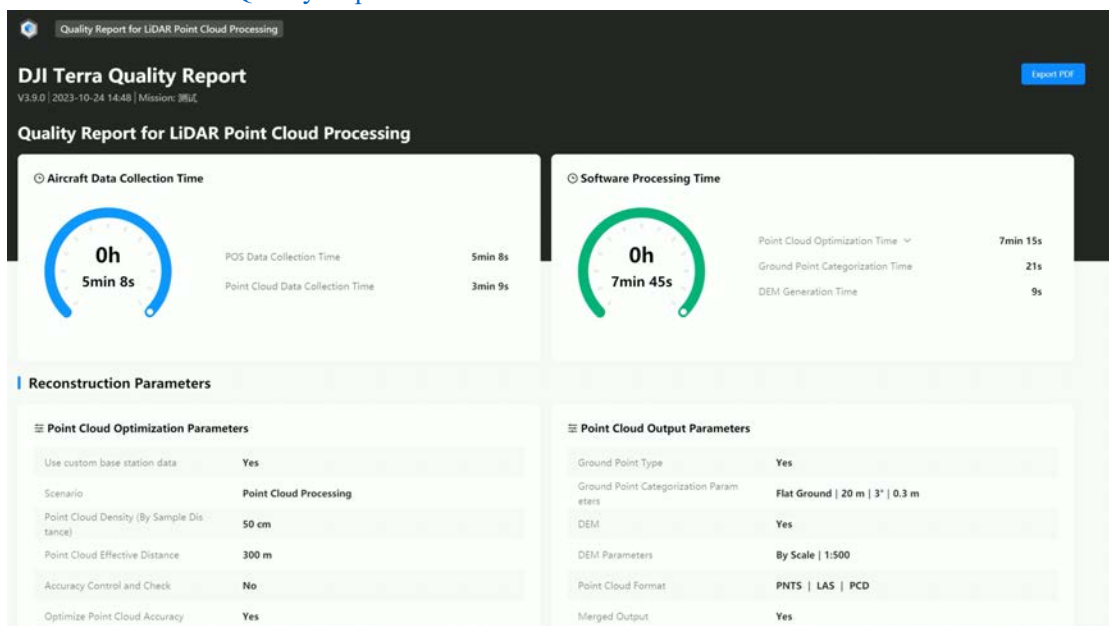 Quality Report for LiDAR Point Cloud Processing
DJI Terra Quality Report
Export PDF
V3.9.0 | 2023-10-24 14:48 | Mission: 测试
Quality Report for LiDAR Point Cloud Processing
Aircraft Data Collection Time
0h
5min 8s
POS Data Collection Time 5min 8s
Point Cloud Data Collection Time 3min 9s
Software Processing Time
0h
7min 45s
Point Cloud Optimization Time 7min 15s
Ground Point Categorization Time 21s
DEM Generation Time 9s
Reconstruction Parameters
Point Cloud Optimization Parameters
Use custom base station data Yes
Scenario Point Cloud Processing
Point Cloud Density (By Sample Dis
tance) 50 cm
Point Cloud Effective Distance 300 m
Accuracy Control and Check No
Optimize Point Cloud Accuracy Yes
Point Cloud Output Parameters
Ground Point Type Yes
Ground Point Categorization Param
eters Flat Ground | 20 m | 3° | 0.3 m
DEM Yes
DEM Parameters By Scale | 1:500
Point Cloud Format PNTS | LAS | PCD
Merged Output Yes